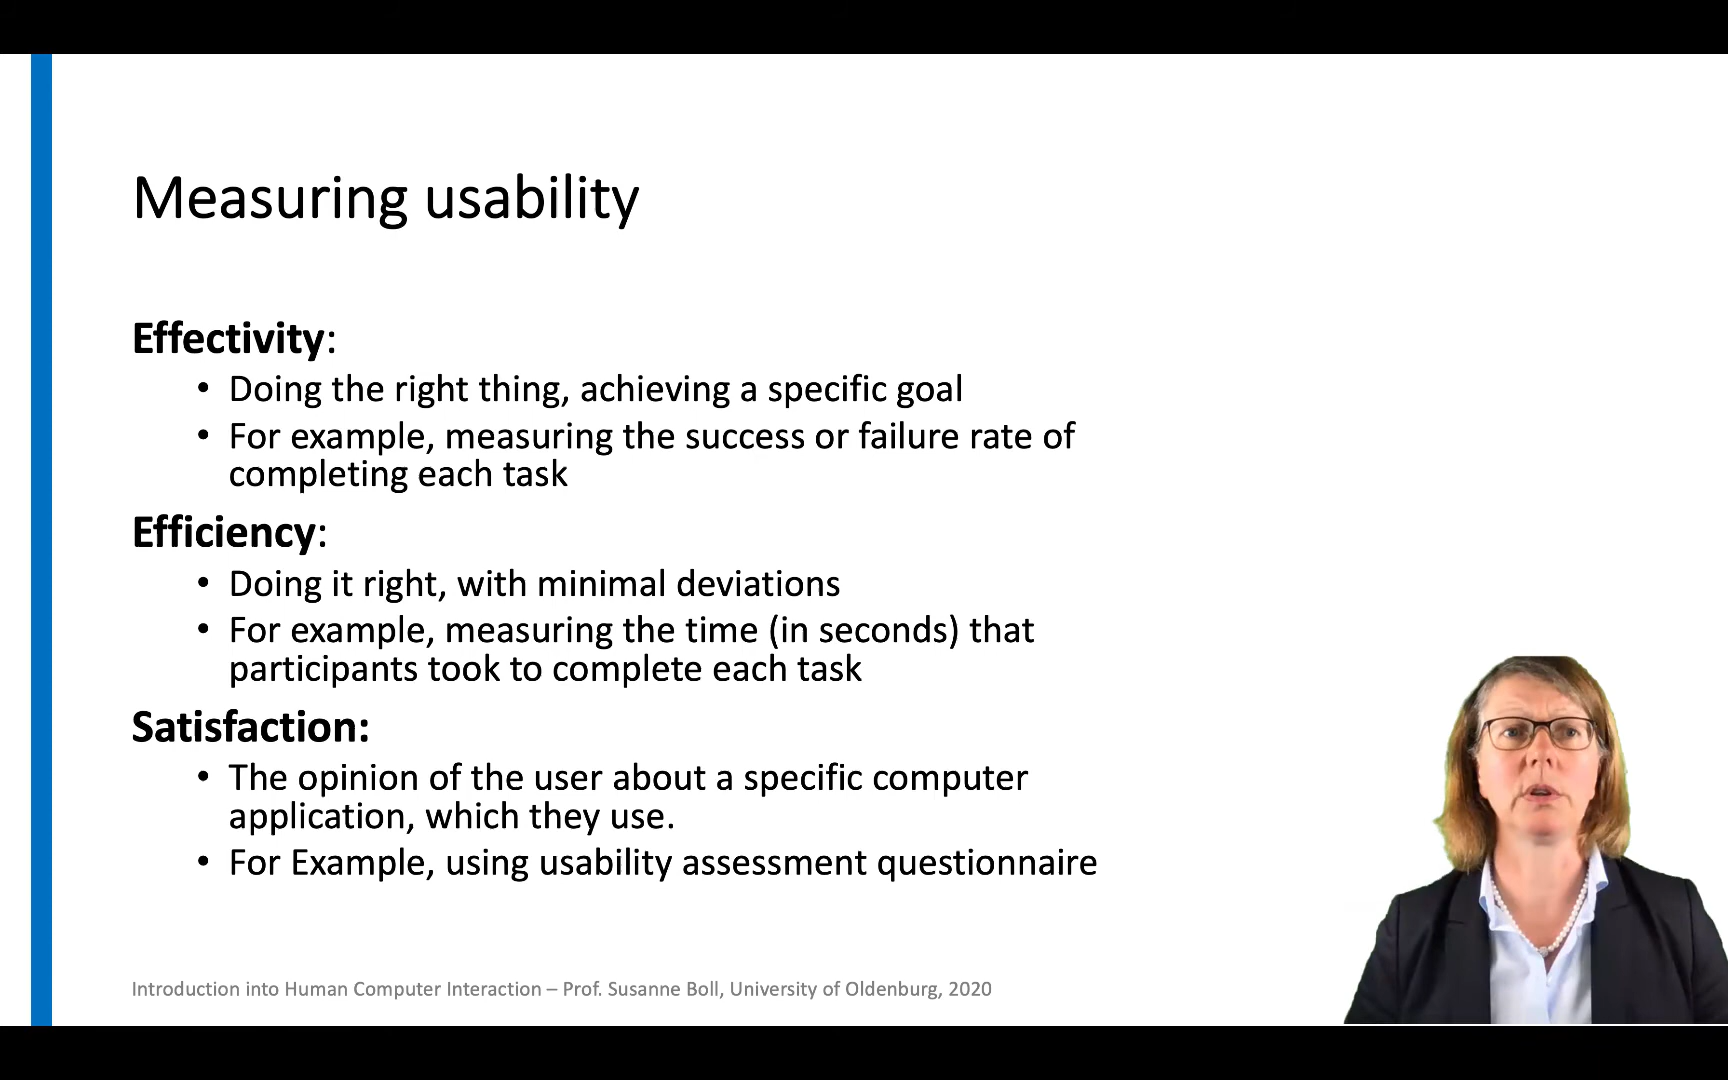 Measuring usability
Effectivity:
• Doing the right thing, achieving a specific goal
• For example, measuring the success or failure rate of
completing each task
Efficiency:
• Doing it right, with minimal deviations
• For example, measuring the time (in seconds) that
participants took to complete each task
Satisfaction:
• The opinion of the user about a specific computer
application, which they use.
• For Example, using usability assessment questionnaire
Introduction into Human Computer Interaction – Prof. Susanne Boll, University of Oldenburg, 2020